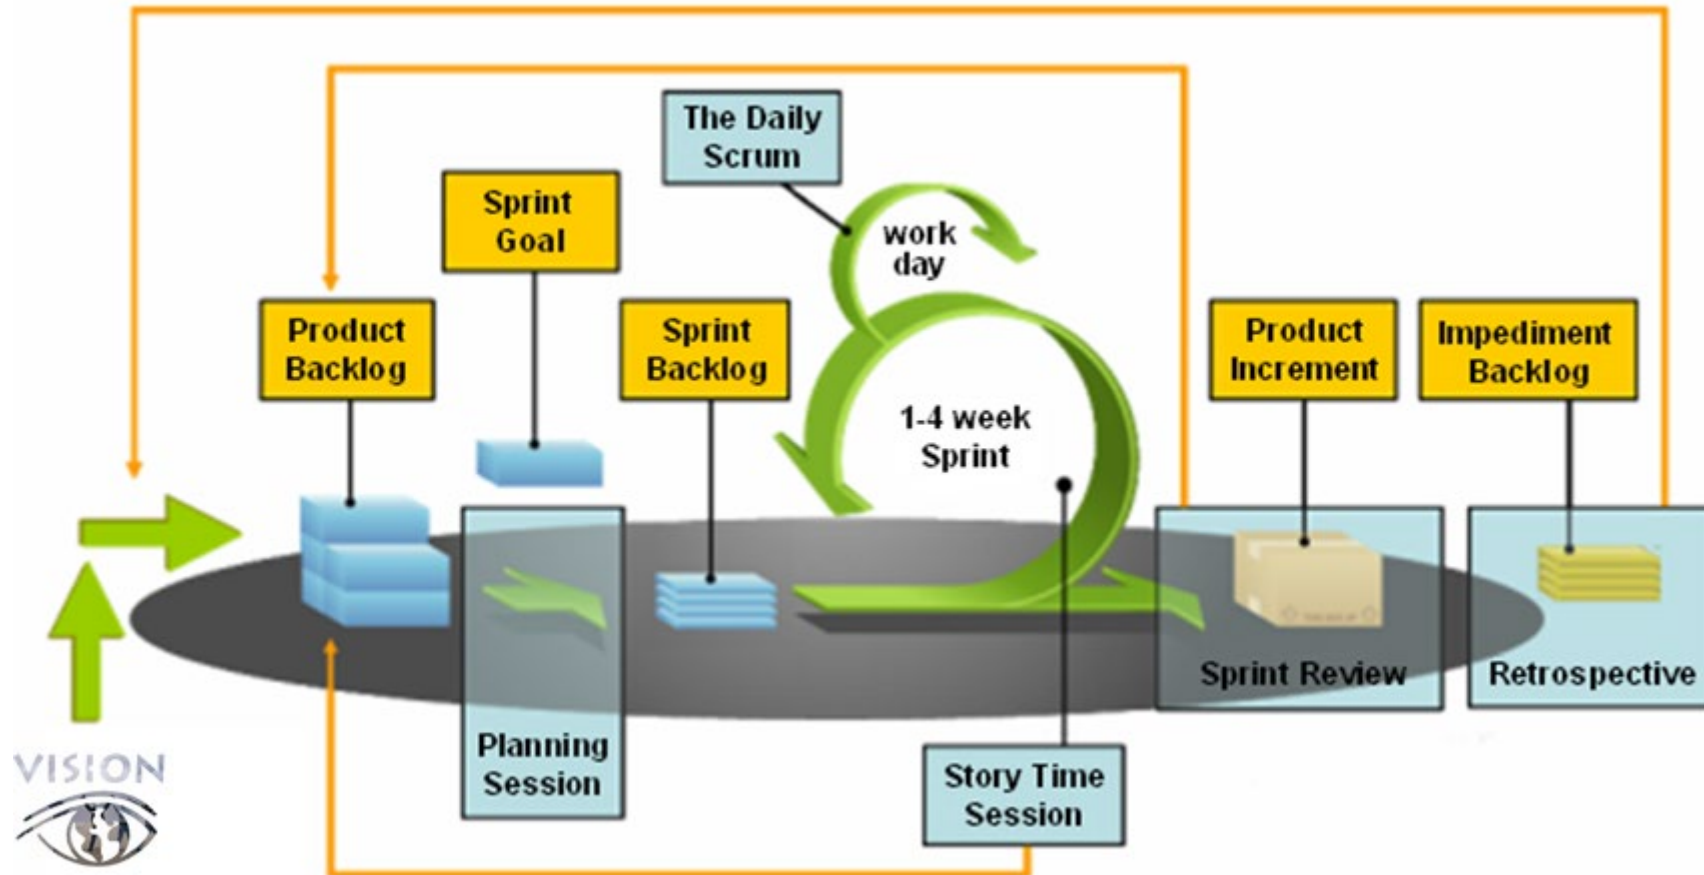 The Daily
Scrum
Sprint
Goal
work
day
Product
Backlog
Sprint
Backlog
Product
Increment
Impediment
Backlog
1-4 week
Sprint
Sprint Review
Retrospective
Planning
Session
VISION
Story Time
Session